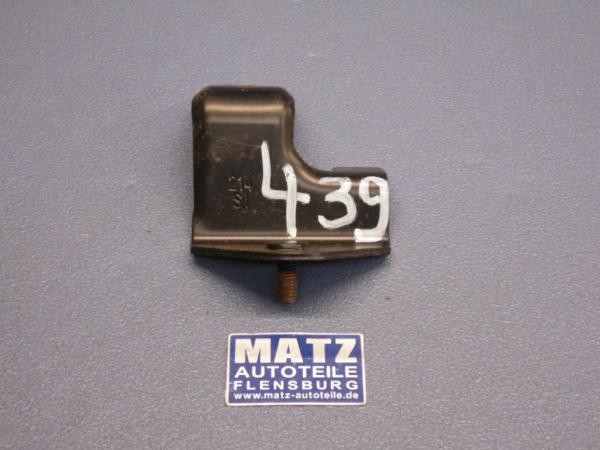 439
MATZ
AUTOTEILE
FLENSBURG
www.matz-autoteile.de